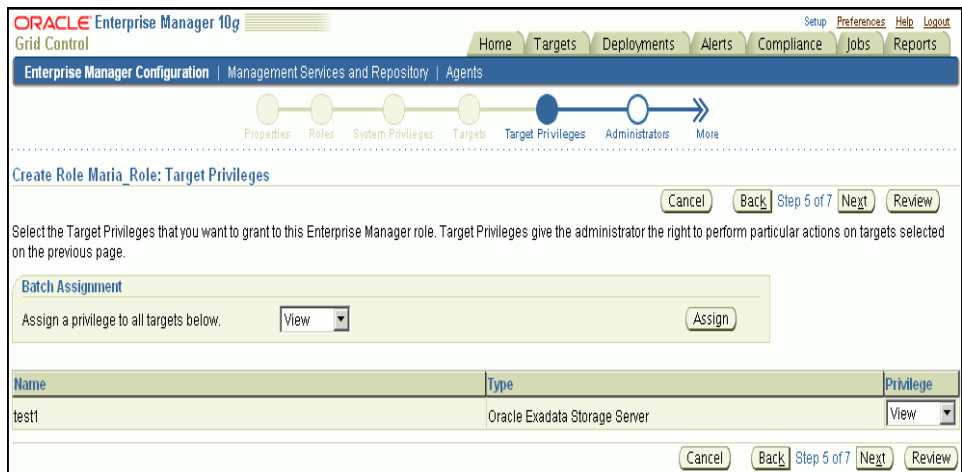 ORACLE Enterprise Manager 10g
Grid Control
Setup Preferences Help Logout
Home Targets Deployments Alerts Compliance Jobs Reports
Enterprise Manager Configuration | Management Services and Repository | Agents
Properties Roles System Privileges Targets Target Privileges Administrators More
Create Role Maria_Role: Target Privileges
Cancel Back Step 5 of 7 Next Review
Select the Target Privileges that you want to grant to this Enterprise Manager role. Target Privileges give the administrator the right to perform particular actions on targets selected
on the previous page.
Batch Assignment
Assign a privilege to all targets below. View Assign
Name Type Privilege
test1 Oracle Exadata Storage Server View
Cancel Back Step 5 of 7 Next Review